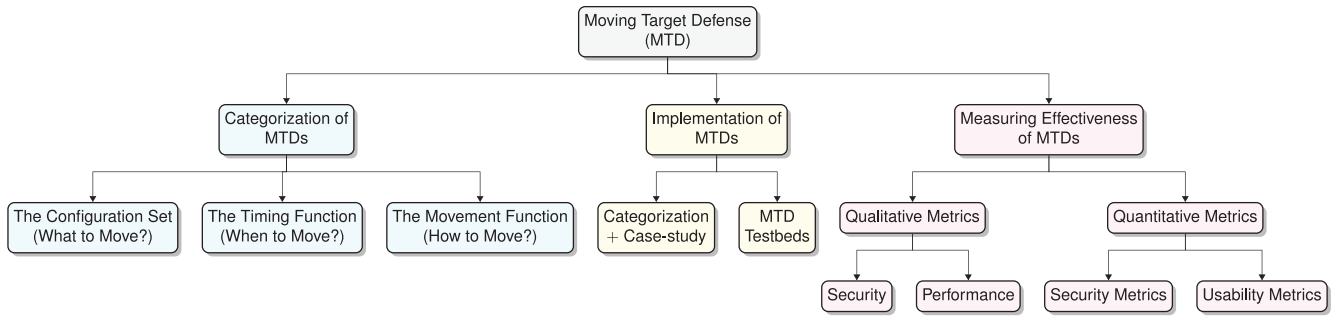 Moving Target Defense
(MTD)
Categorization of
MTDs
Implementation of
MTDs
Measuring Effectiveness
of MTDs
The Configuration Set
(What to Move?)
The Timing Function
(When to Move?)
The Movement Function
(How to Move?)
Categorization
+ Case-study
MTD
Testbeds
Qualitative Metrics
Quantitative Metrics
Security
Performance
Security Metrics
Usability Metrics